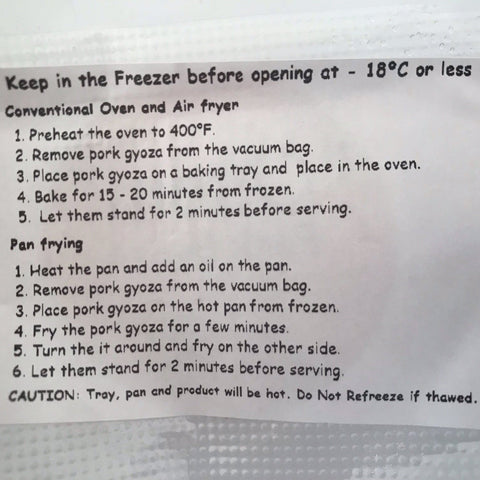 Keep in the Freezer before opening at - 18°C or less
Conventional Oven and Air fryer
1. Preheat the oven to 400°F.
2. Remove pork gyoza from the vacuum bag.
3. Place pork gyoza on a baking tray and place in the oven.
4. Bake for 15 - 20 minutes from frozen.
5. Let them stand for 2 minutes before serving.
Pan frying
1. Heat the pan and add an oil on the pan.
2. Remove pork gyoza from the vacuum bag.
3. Place pork gyoza on the hot pan from frozen.
4. Fry the pork gyoza for a few minutes.
5. Turn the it around and fry on the other side.
6. Let them stand for 2 minutes before serving.
CAUTION: Tray, pan and product will be hot. Do Not Refreeze if thawed.